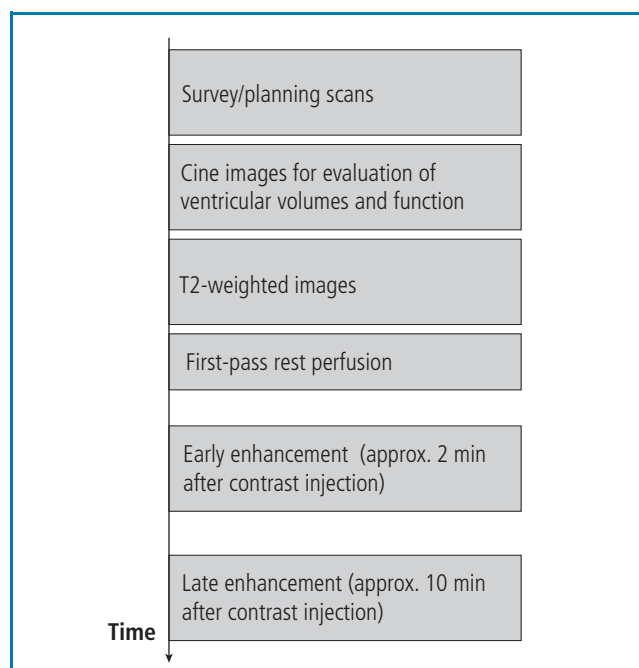 Survey/planning scans
Cine images for evaluation of
ventricular volumes and function
T2-weighted images
First-pass rest perfusion
Early enhancement (approx. 2 min
after contrast injection)
Late enhancement (approx. 10 min
after contrast injection)
Time